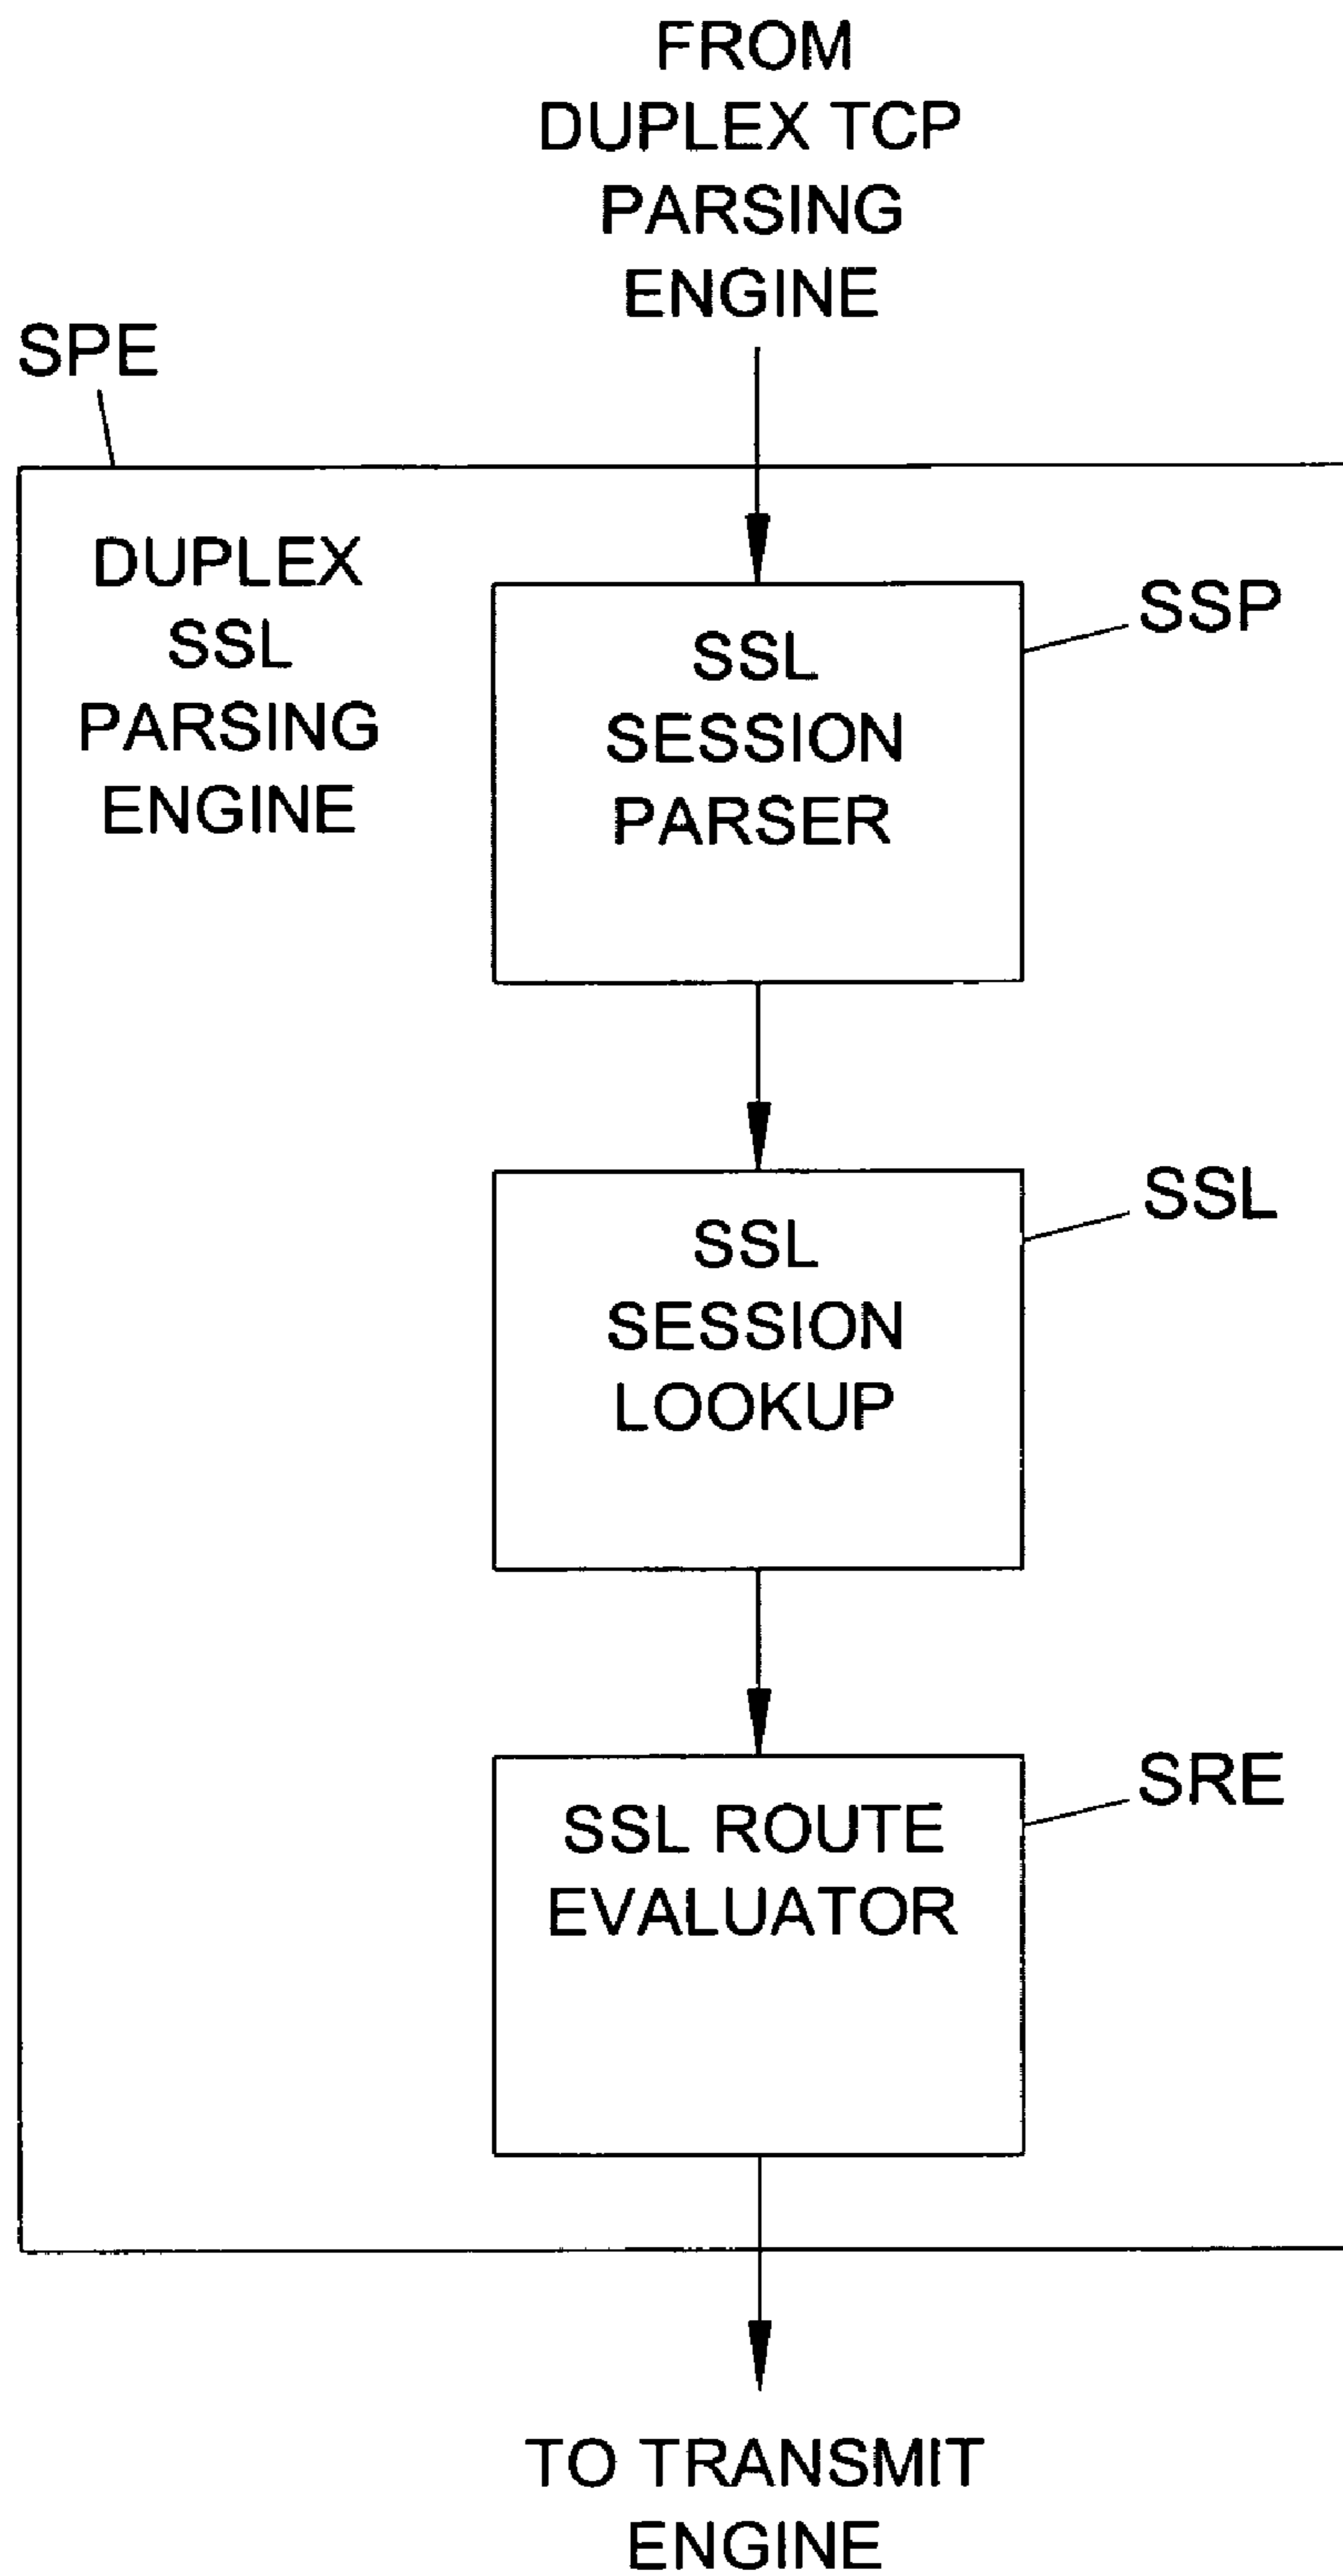 FROM
DUPLEX TCP
PARSING
ENGINE
SPE
DUPLEX
SSL
PARSING
ENGINE
SSL
SESSION
PARSER
SSP
SSL
SESSION
LOOKUP
SSL
SSL ROUTE
EVALUATOR
SRE
TO TRANSMIT
ENGINE